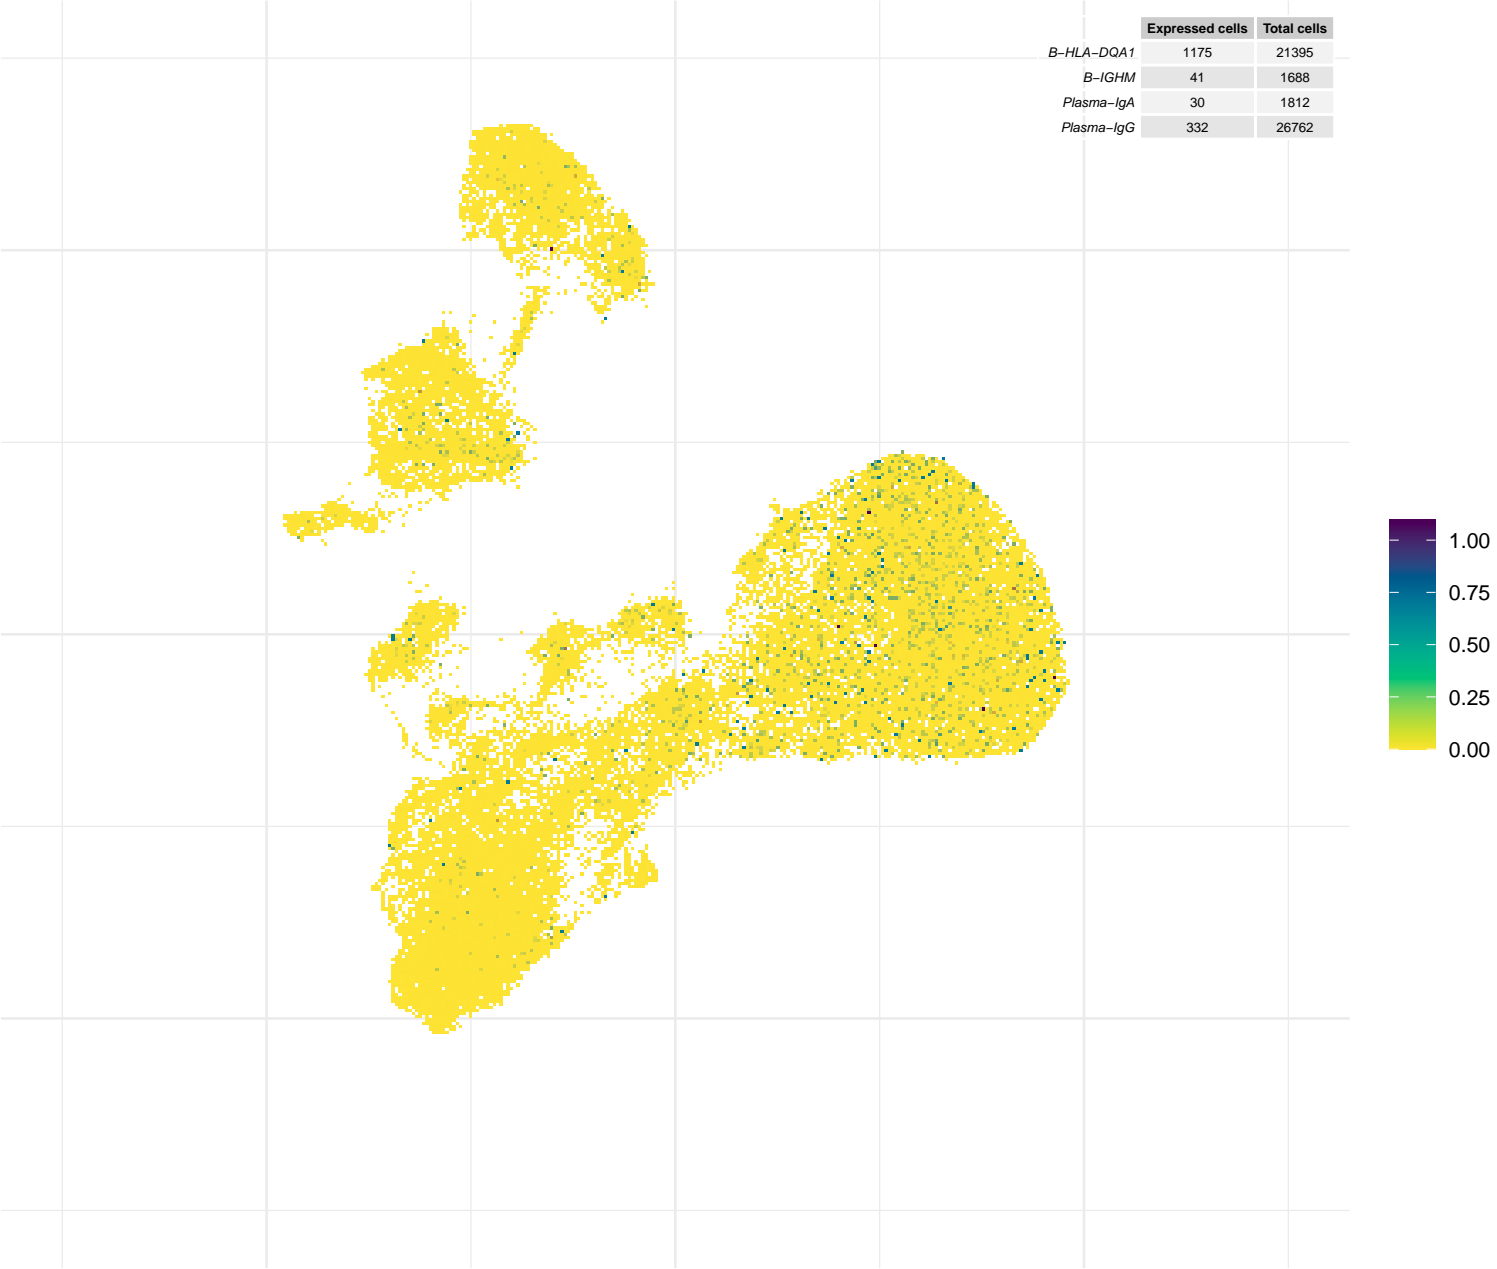 Expressed cells Total cells
B−HLA−DQA1 1175 21395
B−IGHM 41 1688
Plasma−IgA 30 1812
Plasma−IgG 332 26762
1.00
0.75
0.50
0.25
0.00